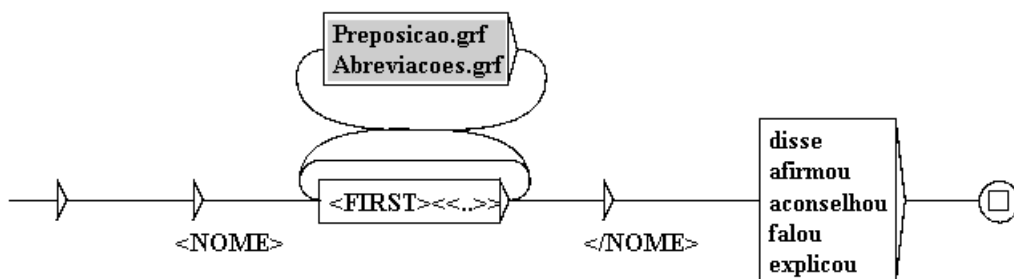 Preposicao.grf
Abreviacoes.grf
<FIRST><<..>>
<NOME>
</NOME>
disse
afirmou
aconselhou
falou
explicou